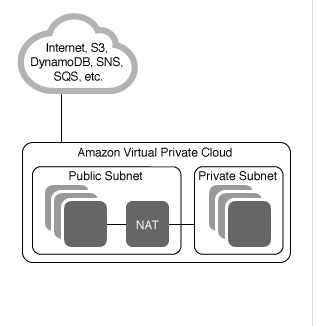 Internet, S3,
DynamoDB, SNS,
SQS, etc.
Amazon Virtual Private Cloud
Public Subnet
Private Subnet
NAT